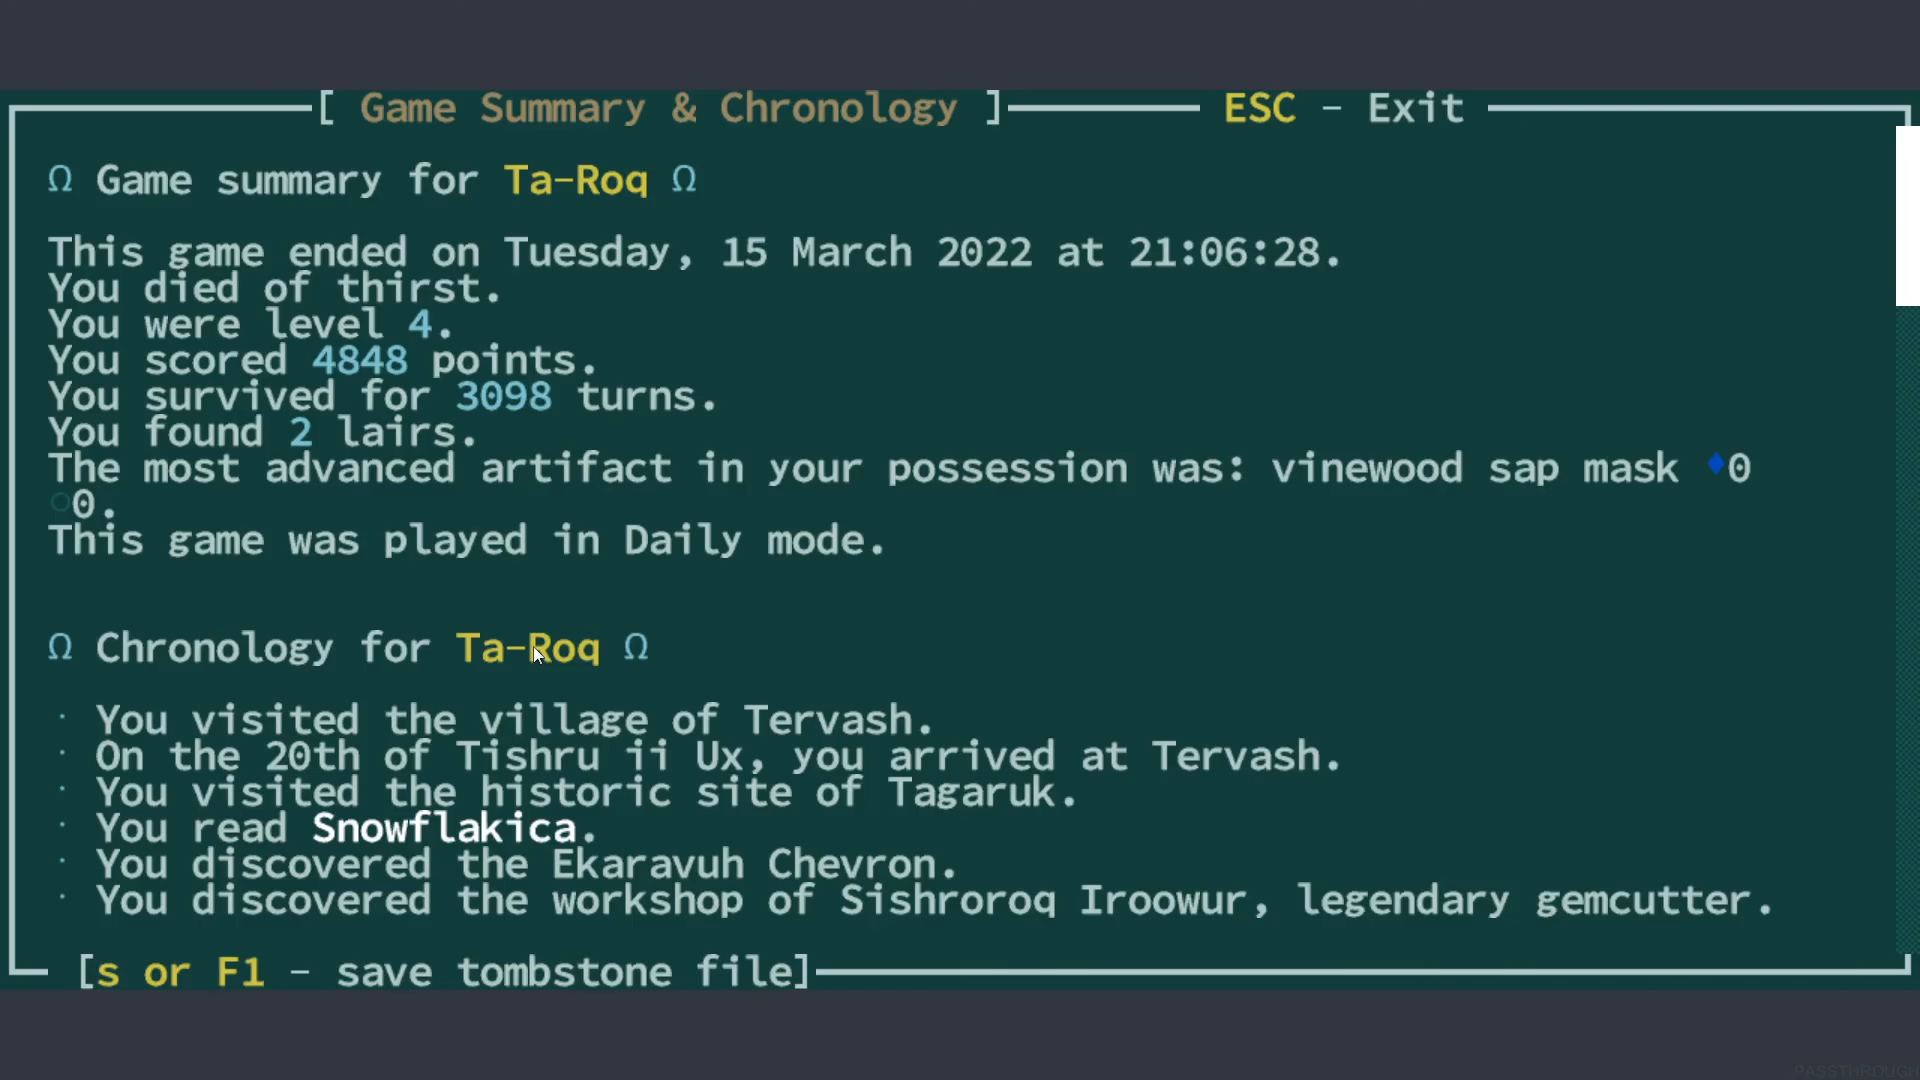 [ Game Summary & Chronology ] ESC - Exit
Ω Game summary for Ta-Roq Ω
This game ended on Tuesday, 15 March 2022 at 21:06:28.
You died of thirst.
You were level 4.
You scored 4848 points.
You survived for 3098 turns.
You found 2 lairs.
The most advanced artifact in your possession was: vinewood sap mask ♦0
○0.
This game was played in Daily mode.
Ω Chronology for Ta-Roq Ω
· You visited the village of Tervash.
· On the 20th of Tishru ii Ux, you arrived at Tervash.
· You visited the historic site of Tagaruk.
· You read Snowflakica.
· You discovered the Ekaravuh Chevron.
· You discovered the workshop of Sishroroq Iroowur, legendary gemcutter.
[s or F1 - save tombstone file]
PASSTHROUGH